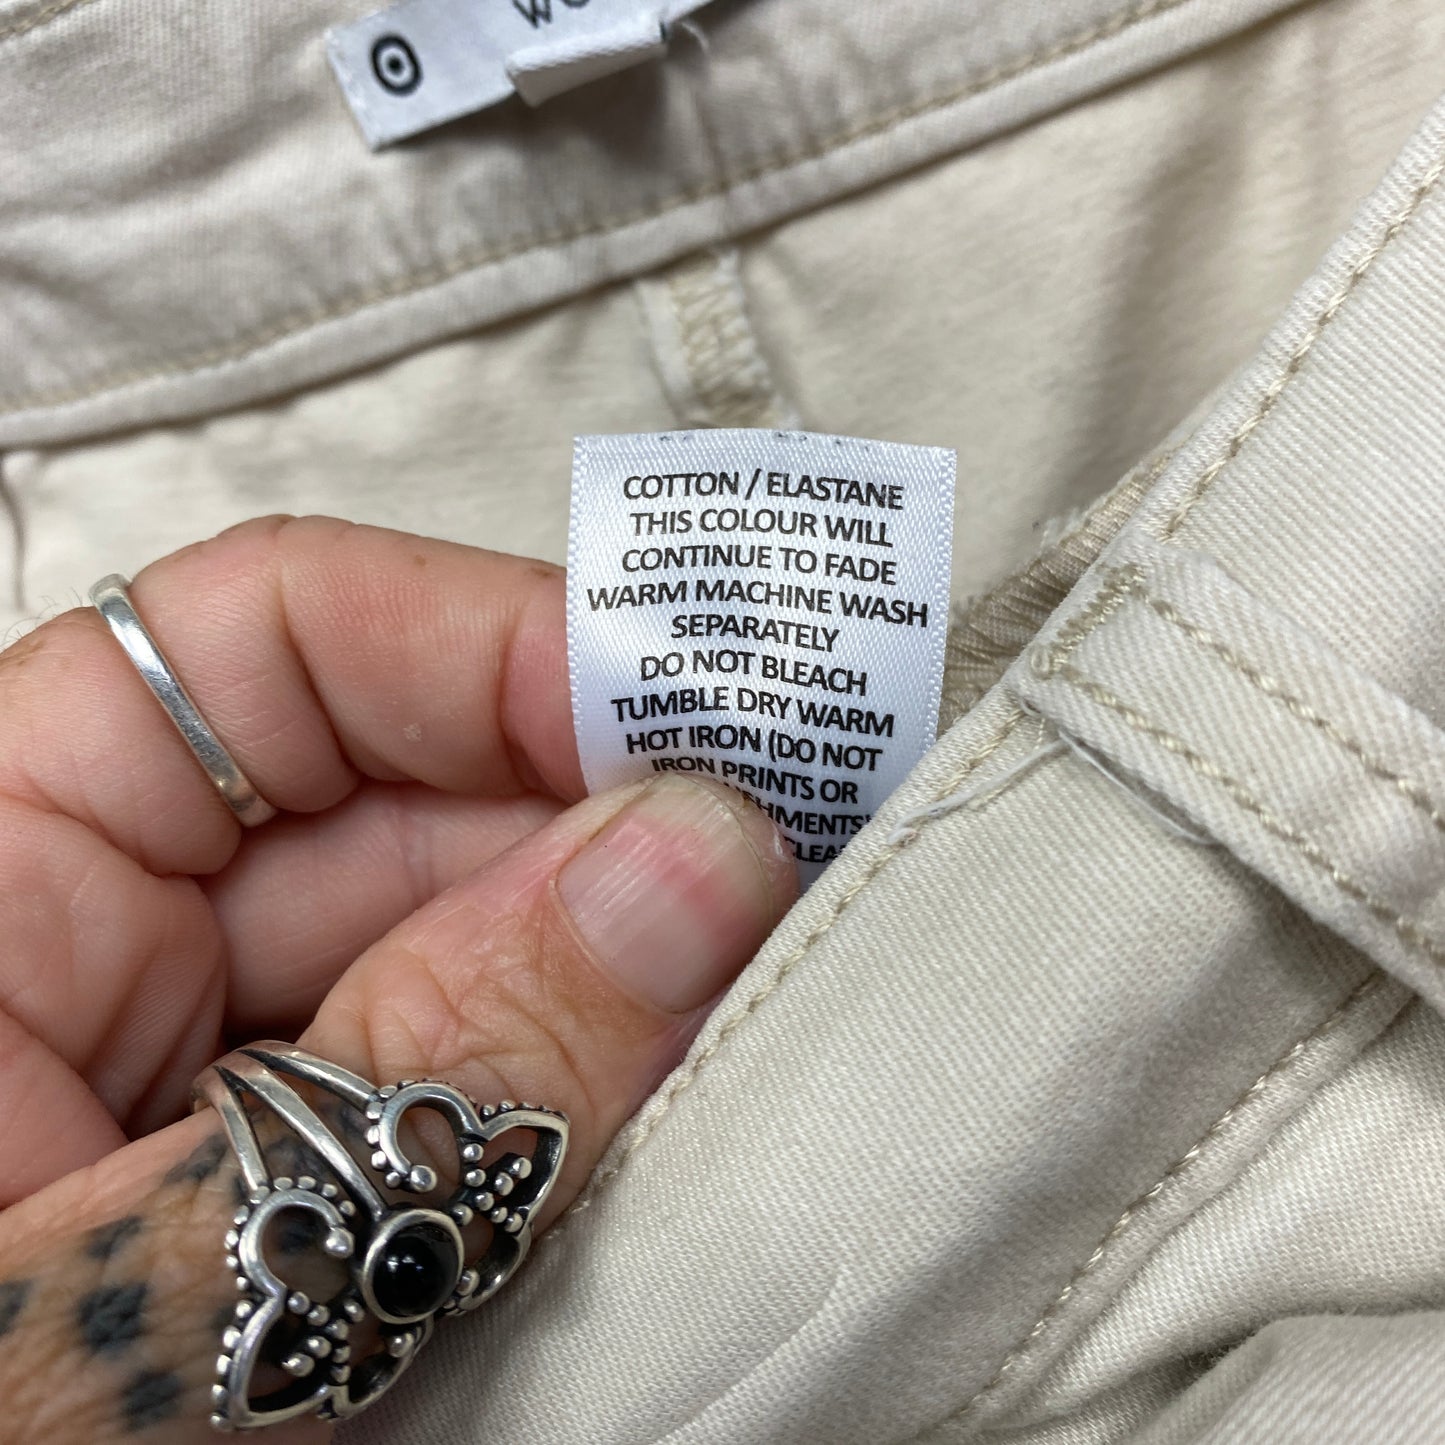 COTTON / ELASTANE
THIS COLOUR WILL
CONTINUE TO FADE
WARM MACHINE WASH
SEPARATELY
DO NOT BLEACH
TUMBLE DRY WARM
HOT IRON (DO NOT
IRON PRINTS OR